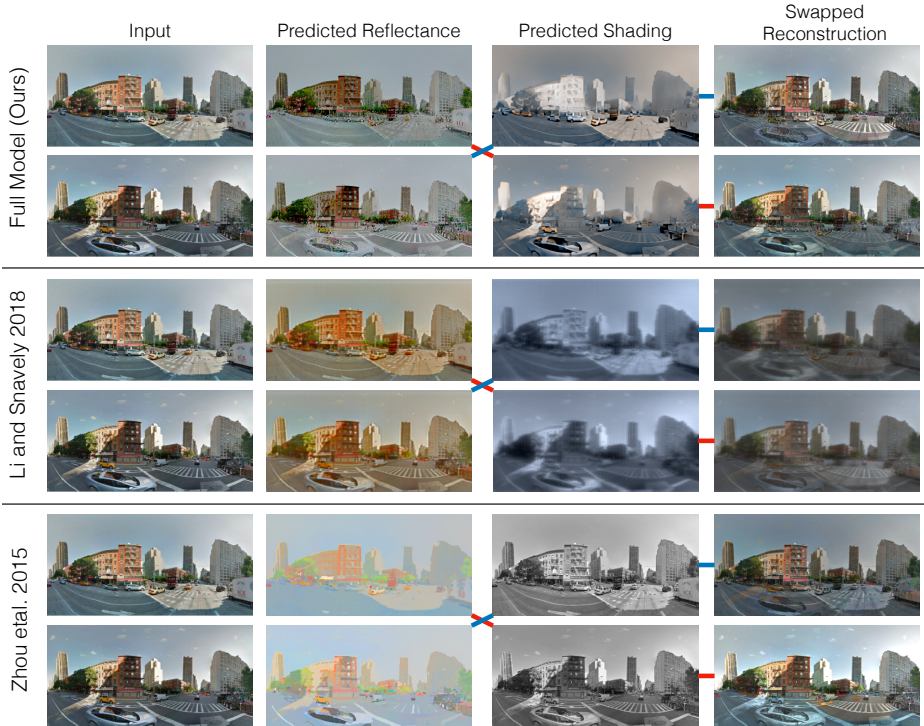 Input
Predicted Reflectance
Predicted Shading
Swapped
Reconstruction
Full Model (Ours)
Li and Snavely 2018
Zhou etal. 2015